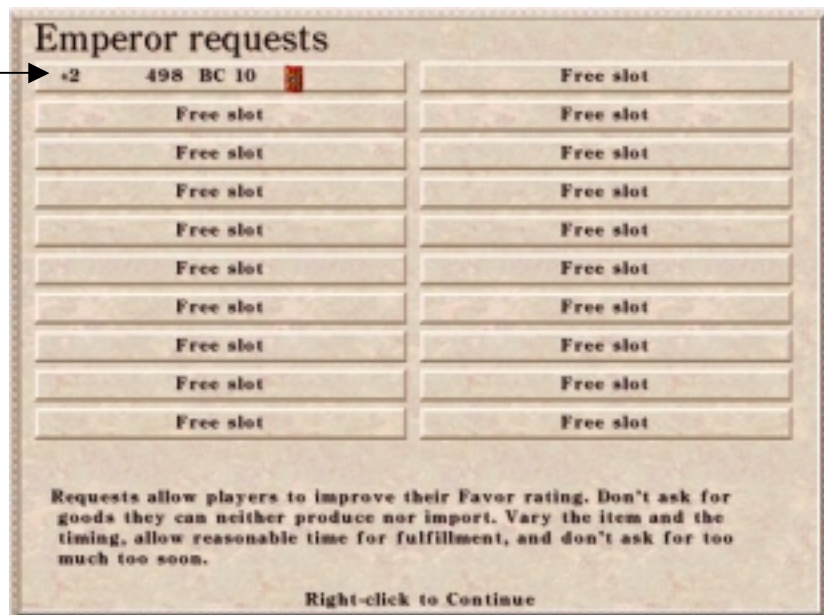 Emperor requests
+2 498 BC 10 Free slot
Free slot Free slot
Free slot Free slot
Free slot Free slot
Free slot Free slot
Free slot Free slot
Free slot Free slot
Free slot Free slot
Free slot Free slot
Free slot Free slot
Requests allow players to improve their Favor rating. Don't ask for
goods they can neither produce nor import. Vary the item and the
timing, allow reasonable time for fulfillment, and don't ask for too
much too soon.
Right-click to Continue